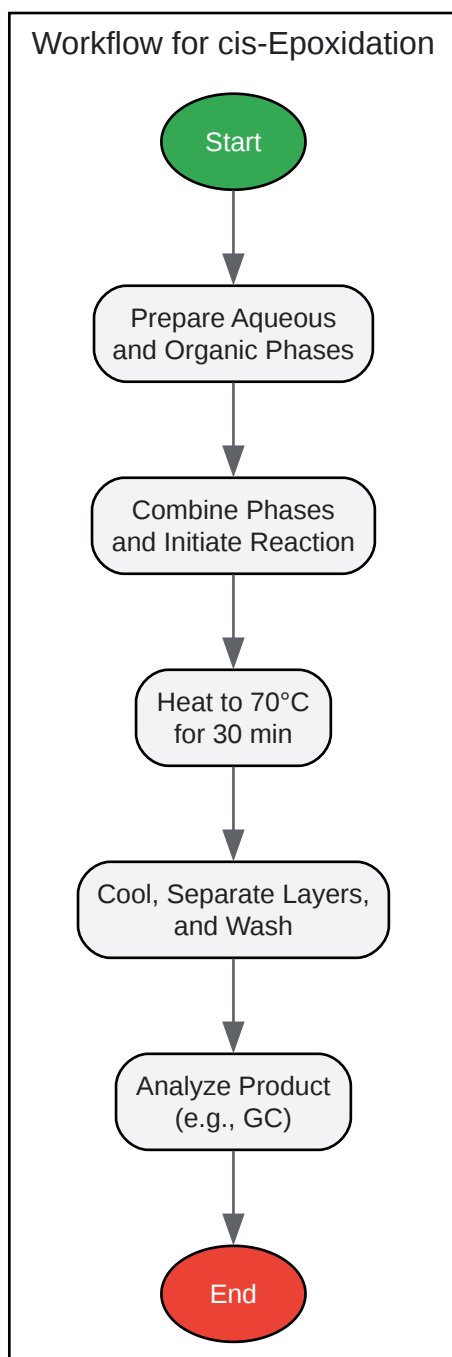 Workflow for cis-Epoxidation
Start
Prepare Aqueous
and Organic Phases
Combine Phases
and Initiate Reaction
Heat to 70°C
for 30 min
Cool, Separate Layers,
and Wash
Analyze Product
(e.g., GC)
End